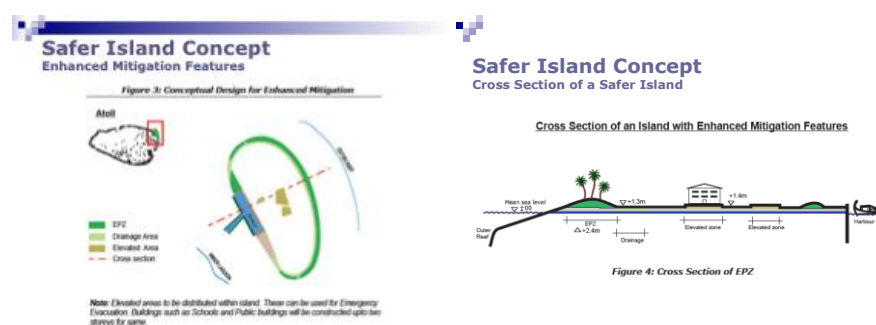 Safer Island Concept
Enhanced Mitigation Features
Figure 3: Conceptual Design for Enhanced Mitigation
Atoll
EPZ
Drainage Area
Elevated Area
Cross section
Note: Elevated areas to be distributed within island. These can be used for Emergency
Evacuation. Buildings such as Schools and Public buildings will be constructed upto two
storeys for same.
Safer Island Concept
Cross Section of a Safer Island
Cross Section of an Island with Enhanced Mitigation Features
Mean sea level
±00
+1.3m
+1.4m
Outer
Reef
EPZ
+2.4m
Drainage
Elevated zone
Elevated zone
Harbour
Figure 4: Cross Section of EPZ